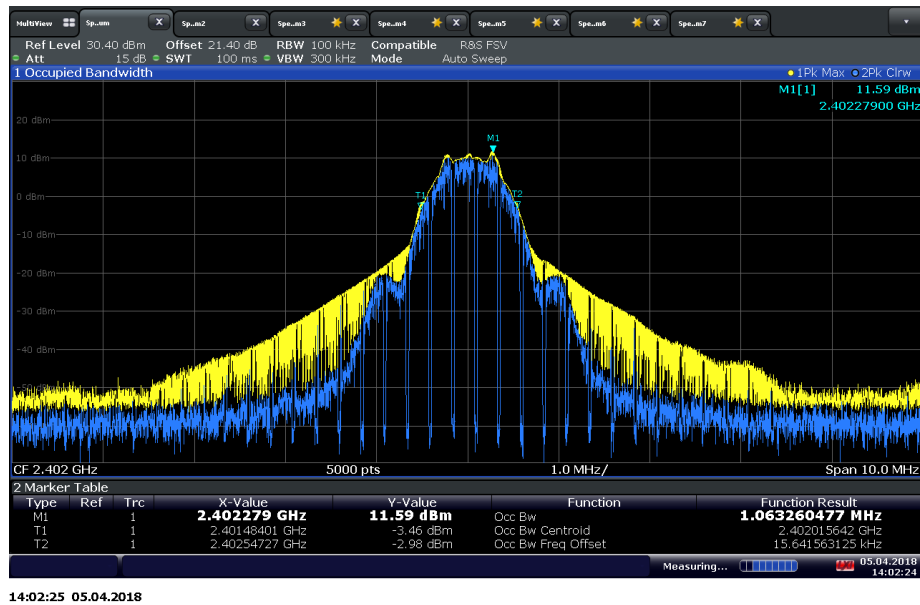 MultiView Sp..um X Sp..m2 X Spe..m3 X Spe..m4 X Spe..m5 X Spe..m6 X Spe..m7 X
Ref Level 30.40 dBm Offset 21.40 dB RBW 100 kHz Compatible R&S FSV
Att 15 dB SWT 100 ms VBW 300 kHz Mode Auto Sweep
1 Occupied Bandwidth 1Pk Max 2Pk Clrw
M1[1] 11.59 dBm
2.40227900 GHz
20 dBm
M1
10 dBm
T1 T2
0 dBm
-10 dBm
-20 dBm
-30 dBm
-40 dBm
CF 2.402 GHz 5000 pts 1.0 MHz/ Span 10.0 MHz
2 Marker Table
Type Ref Trc X-Value Y-Value Function Function Result
M1 1 2.402279 GHz 11.59 dBm Occ Bw 1.063260477 MHz
T1 1 2.40148401 GHz -3.46 dBm Occ Bw Centroid 2.402015642 GHz
T2 1 2.40254727 GHz -2.98 dBm Occ Bw Freq Offset 15.641563125 kHz
Measuring... 05.04.2018
14:02:24
14:02:25 05.04.2018